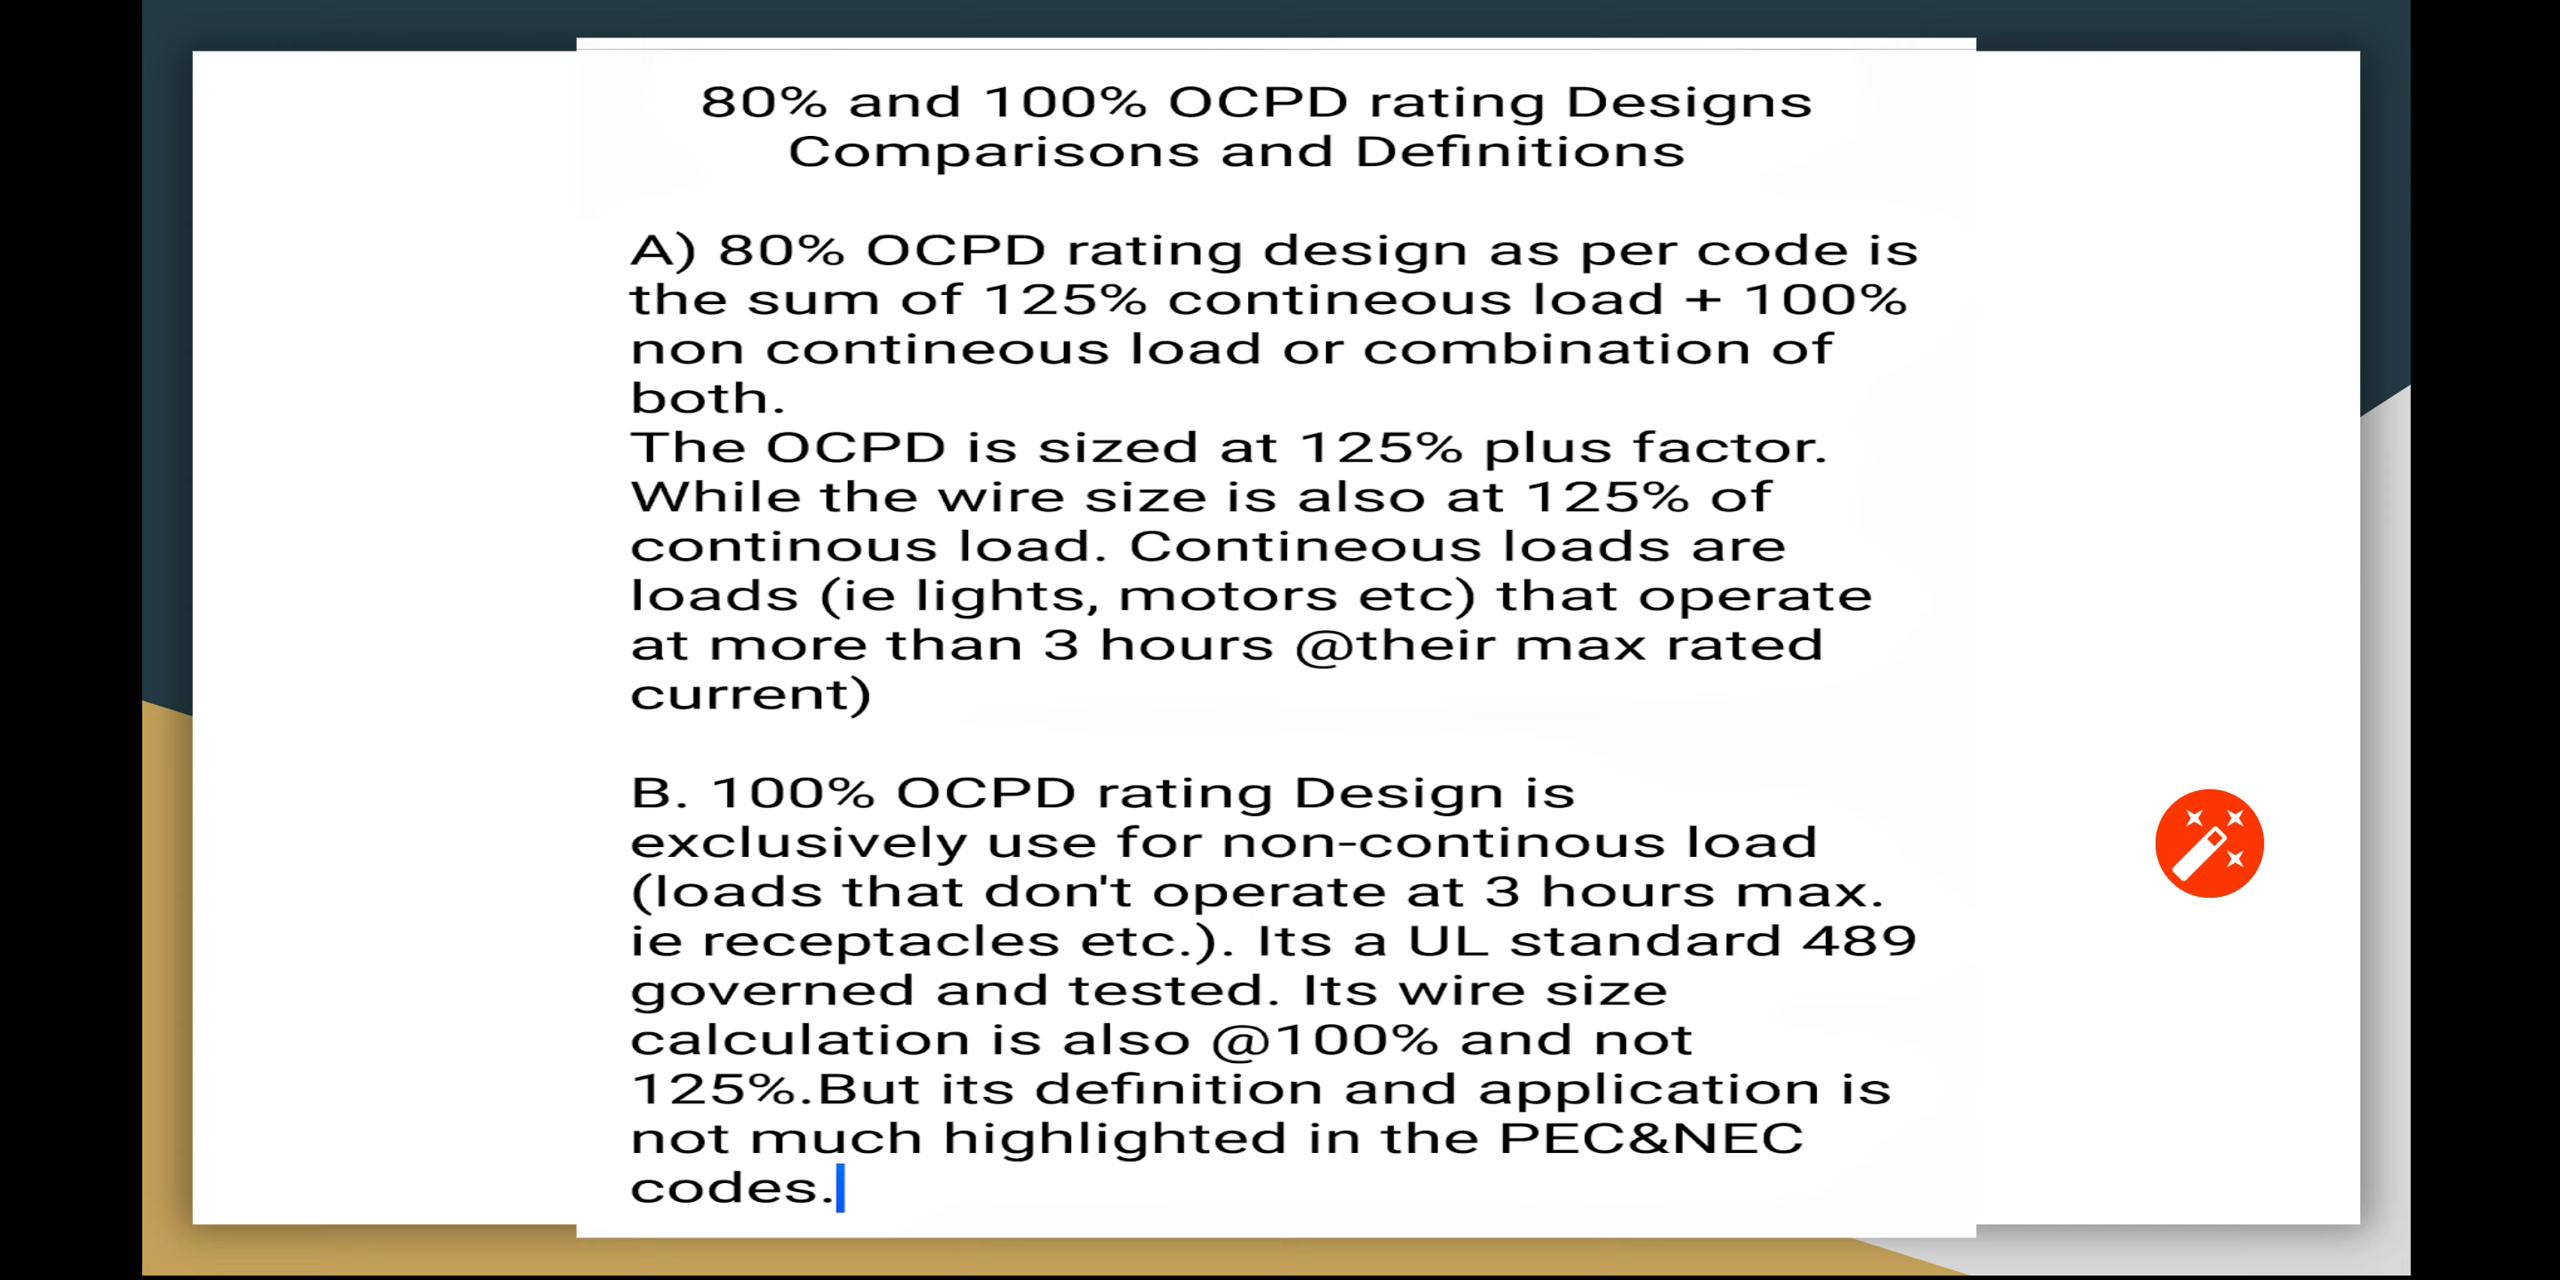 80% and 100% OCPD rating Designs
Comparisons and Definitions
A) 80% OCPD rating design as per code is
the sum of 125% contineous load + 100%
non contineous load or combination of
both.
The OCPD is sized at 125% plus factor.
While the wire size is also at 125% of
continous load. Contineous loads are
loads (ie lights, motors etc) that operate
at more than 3 hours @their max rated
current)
B. 100% OCPD rating Design is
exclusively use for non-continous load
(loads that don't operate at 3 hours max.
ie receptacles etc.). Its a UL standard 489
governed and tested. Its wire size
calculation is also @100% and not
125%.But its definition and application is
not much highlighted in the PEC&NEC
codes.